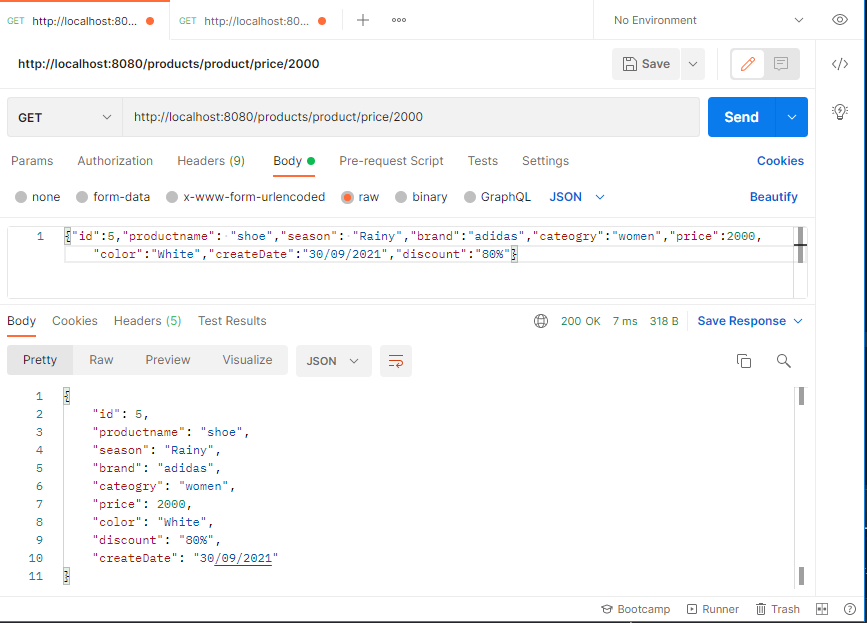 GET http://localhost:80...
GET http://localhost:80...
No Environment
http://localhost:8080/products/product/price/2000
Save
GET
http://localhost:8080/products/product/price/2000
Send
Params Authorization Headers (9) Body Pre-request Script Tests Settings Cookies
none form-data x-www-form-urlencoded raw binary GraphQL JSON Beautify
1 {"id":5,"productname": "shoe","season": "Rainy","brand":"adidas","cateogry":"women","price":2000,
"color":"White","createDate":"30/09/2021","discount":"80%"}
Body Cookies Headers (5) Test Results 200 OK 7 ms 318 B Save Response
Pretty Raw Preview Visualize JSON
1 {
2 "id": 5,
3 "productname": "shoe",
4 "season": "Rainy",
5 "brand": "adidas",
6 "cateogry": "women",
7 "price": 2000,
8 "color": "White",
9 "discount": "80%",
10 "createDate": "30/09/2021"
11 }
Bootcamp Runner Trash